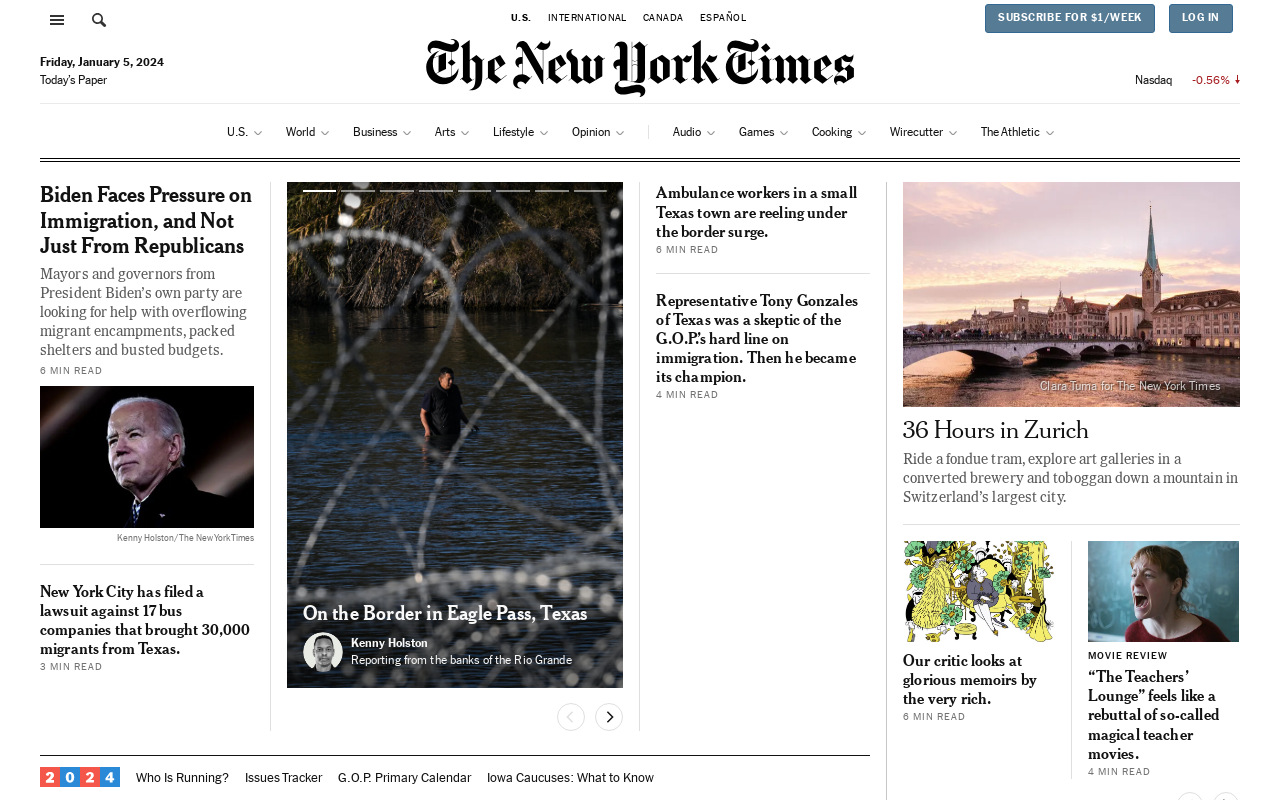 U.S. INTERNATIONAL CANADA ESPAÑOL
SUBSCRIBE FOR $1/WEEK LOG IN
The New York Times
Friday, January 5, 2024
Today's Paper
Nasdaq -0.56%
U.S. World Business Arts Lifestyle Opinion Audio Games Cooking Wirecutter The Athletic
Biden Faces Pressure on
Immigration, and Not
Just From Republicans
Mayors and governors from
President Biden's own party are
looking for help with overflowing
migrant encampments, packed
shelters and busted budgets.
6 MIN READ
Kenny Holston/The New York Times
New York City has filed a
lawsuit against 17 bus
companies that brought 30,000
migrants from Texas.
3 MIN READ
On the Border in Eagle Pass, Texas
Kenny Holston
Reporting from the banks of the Rio Grande
Ambulance workers in a small
Texas town are reeling under
the border surge.
6 MIN READ
Representative Tony Gonzales
of Texas was a skeptic of the
G.O.P.'s hard line on
immigration. Then he became
its champion.
4 MIN READ
Clara Tuma for The New York Times
36 Hours in Zurich
Ride a fondue tram, explore art galleries in a
converted brewery and toboggan down a mountain in
Switzerland's largest city.
Our critic looks at
glorious memoirs by
the very rich.
6 MIN READ
MOVIE REVIEW
“The Teachers’
Lounge” feels like a
rebuttal of so-called
magical teacher
movies.
4 MIN READ
2024 Who Is Running? Issues Tracker G.O.P. Primary Calendar Iowa Caucuses: What to Know